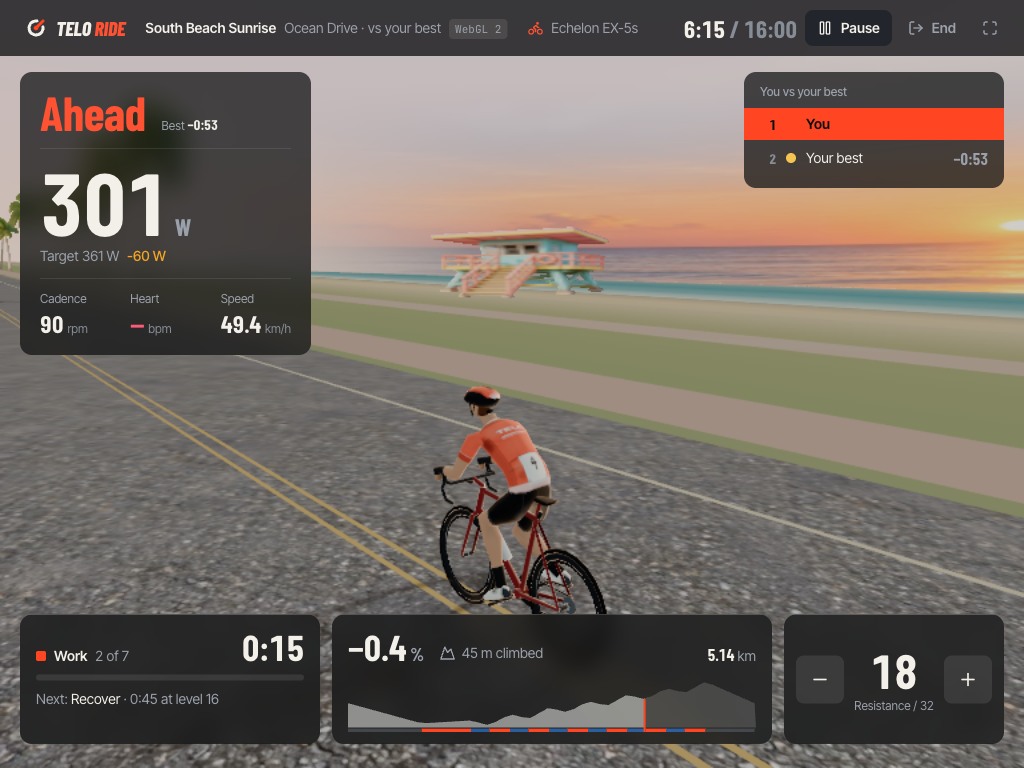 TELO RIDE South Beach Sunrise Ocean Drive · vs your best WebGL 2 Echelon EX-5s 6:15 / 16:00 Pause End
Ahead Best −0:53
301 W
Target 361 W -60 W
Cadence Heart Speed
90 rpm — bpm 49.4 km/h
You vs your best
1 You
2 Your best −0:53
TELO
Work 2 of 7 0:15
Next: Recover · 0:45 at level 16
−0.4 % 45 m climbed 5.14 km
− 18 +
Resistance / 32